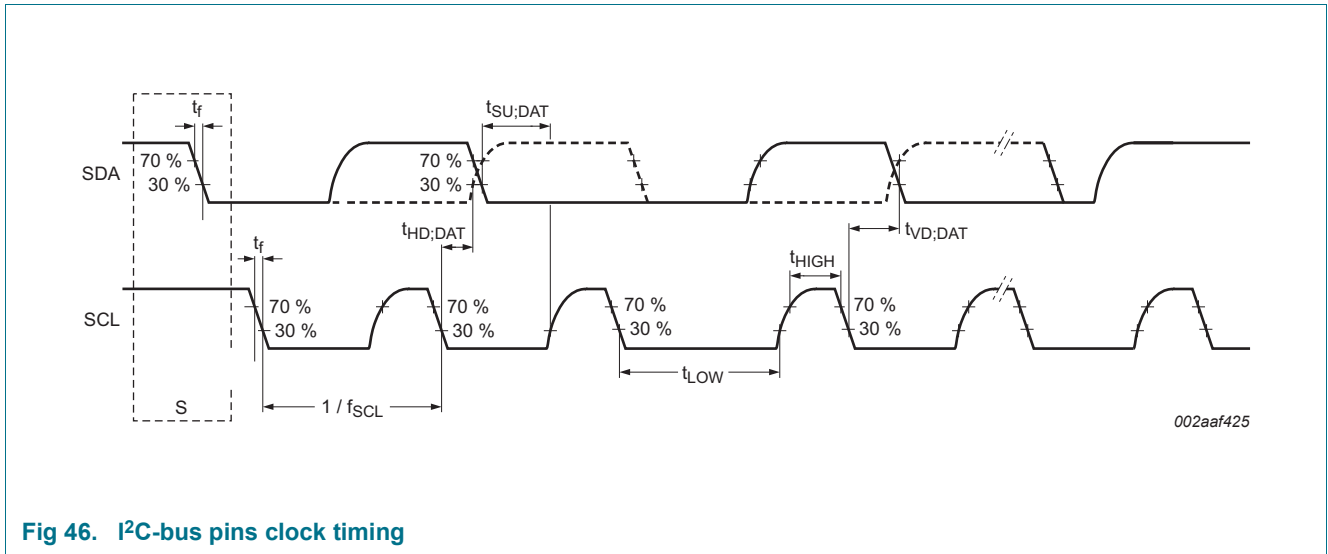 tf
tSU;DAT
70 %
30 %
70 %
30 %
SDA
tHD;DAT
tVD;DAT
tf
tHIGH
70 %
30 %
70 %
30 %
70 %
30 %
70 %
30 %
SCL
tLOW
S
1 / fSCL
002aaf425
Fig 46. I²C-bus pins clock timing